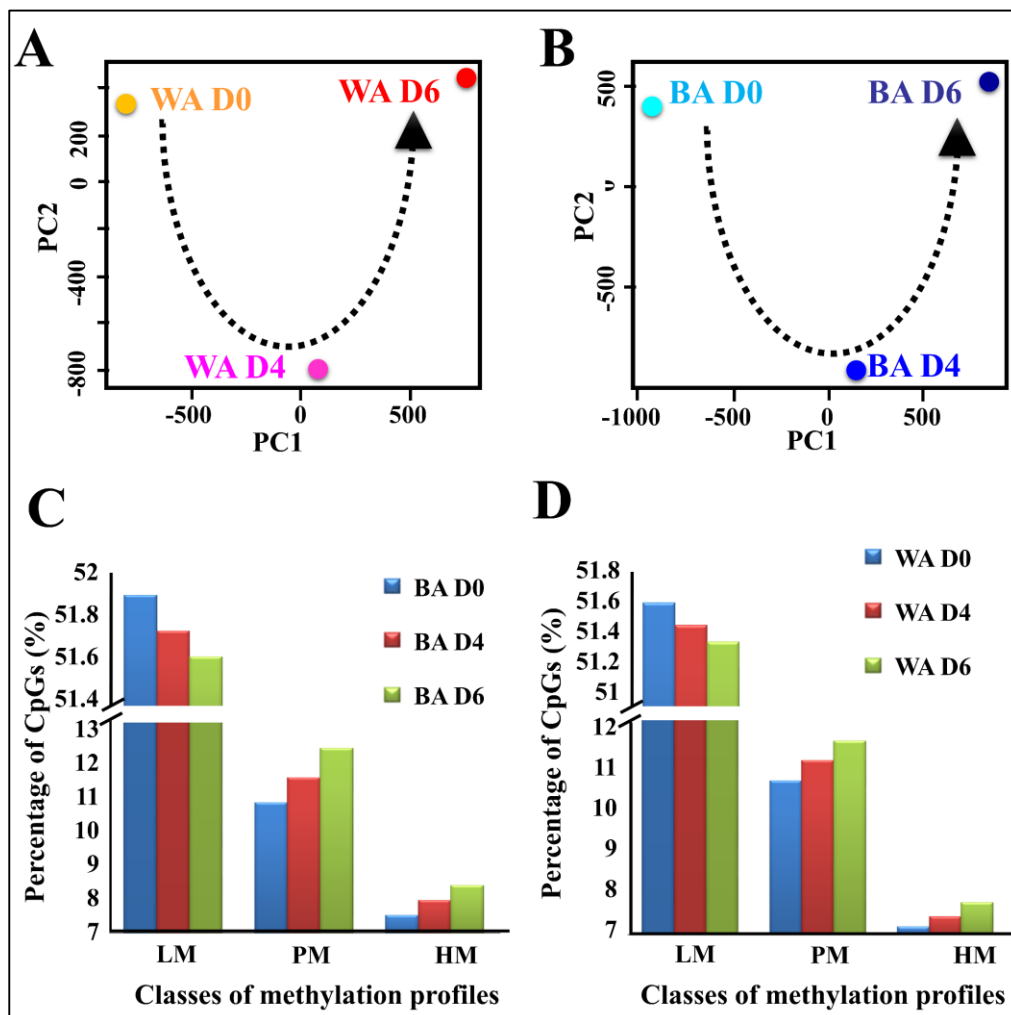 A
WA D0
WA D6
200
0
-400
-800
PC2
-500
0
500
PC1
B
BA D0
BA D6
500
0
-500
PC2
BA D4
-1000
-500
0
500
PC1
WA D4
C
52
51.8
51.6
51.4
13
12
11
10
9
8
7
Percentage of CpGs (%)
BA D0
BA D4
BA D6
LM
PM
HM
Classes of methylation profiles
D
51.8
51.6
51.4
51.2
51
12
11
10
9
8
7
Percentage of CpGs (%)
WA D0
WA D4
WA D6
LM
PM
HM
Classes of methylation profiles